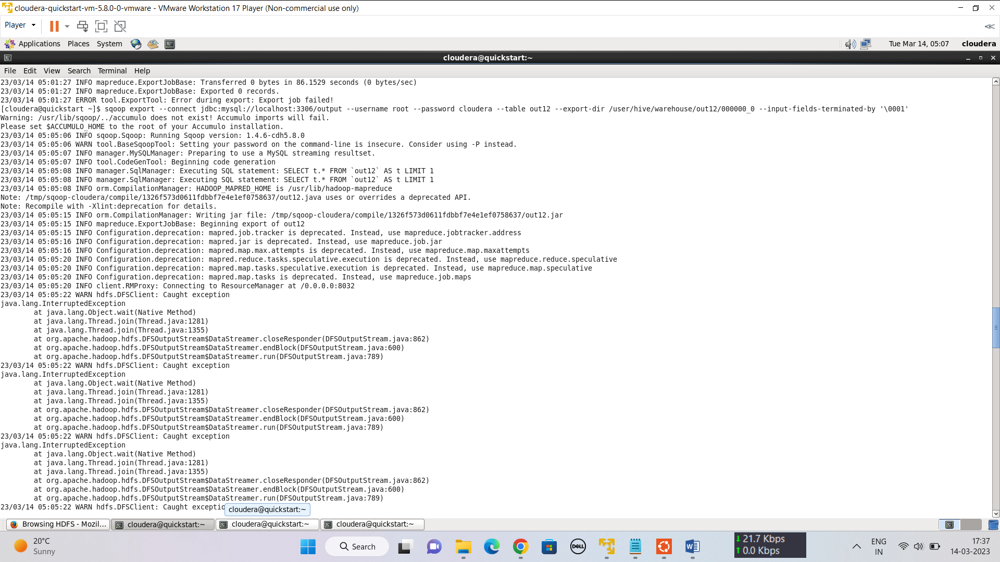 cloudera-quickstart-vm-5.8.0-0-vmware - VMware Workstation 17 Player (Non-commercial use only)
Player
Applications Places System Tue Mar 14, 05:07 cloudera
cloudera@quickstart:~
File Edit View Search Terminal Help
23/03/14 05:01:27 INFO mapreduce.ExportJobBase: Transferred 0 bytes in 86.1529 seconds (0 bytes/sec)
23/03/14 05:01:27 INFO mapreduce.ExportJobBase: Exported 0 records.
23/03/14 05:01:27 ERROR tool.ExportTool: Error during export: Export job failed!
[cloudera@quickstart ~]$ sqoop export --connect jdbc:mysql://localhost:3306/output --username root --password cloudera --table out12 --export-dir /user/hive/warehouse/out12/000000_0 --input-fields-terminated-by '\0001'
Warning: /usr/lib/sqoop/../accumulo does not exist! Accumulo imports will fail.
Please set $ACCUMULO_HOME to the root of your Accumulo installation.
23/03/14 05:05:06 INFO sqoop.Sqoop: Running Sqoop version: 1.4.6-cdh5.8.0
23/03/14 05:05:06 WARN tool.BaseSqoopTool: Setting your password on the command-line is insecure. Consider using -P instead.
23/03/14 05:05:07 INFO manager.MySQLManager: Preparing to use a MySQL streaming resultset.
23/03/14 05:05:07 INFO tool.CodeGenTool: Beginning code generation
23/03/14 05:05:08 INFO manager.SqlManager: Executing SQL statement: SELECT t.* FROM `out12` AS t LIMIT 1
23/03/14 05:05:08 INFO manager.SqlManager: Executing SQL statement: SELECT t.* FROM `out12` AS t LIMIT 1
23/03/14 05:05:08 INFO orm.CompilationManager: HADOOP_MAPRED_HOME is /usr/lib/hadoop-mapreduce
Note: /tmp/sqoop-cloudera/compile/1326f573d0611fdbbf7e4e1ef0758637/out12.java uses or overrides a deprecated API.
Note: Recompile with -Xlint:deprecation for details.
23/03/14 05:05:15 INFO orm.CompilationManager: Writing jar file: /tmp/sqoop-cloudera/compile/1326f573d0611fdbbf7e4e1ef0758637/out12.jar
23/03/14 05:05:15 INFO mapreduce.ExportJobBase: Beginning export of out12
23/03/14 05:05:15 INFO Configuration.deprecation: mapred.job.tracker is deprecated. Instead, use mapreduce.jobtracker.address
23/03/14 05:05:16 INFO Configuration.deprecation: mapred.jar is deprecated. Instead, use mapreduce.job.jar
23/03/14 05:05:16 INFO Configuration.deprecation: mapred.map.max.attempts is deprecated. Instead, use mapreduce.map.maxattempts
23/03/14 05:05:20 INFO Configuration.deprecation: mapred.reduce.tasks.speculative.execution is deprecated. Instead, use mapreduce.reduce.speculative
23/03/14 05:05:20 INFO Configuration.deprecation: mapred.map.tasks.speculative.execution is deprecated. Instead, use mapreduce.map.speculative
23/03/14 05:05:20 INFO Configuration.deprecation: mapred.map.tasks is deprecated. Instead, use mapreduce.job.maps
23/03/14 05:05:20 INFO client.RMProxy: Connecting to ResourceManager at /0.0.0.0:8032
23/03/14 05:05:22 WARN hdfs.DFSClient: Caught exception
java.lang.InterruptedException
at java.lang.Object.wait(Native Method)
at java.lang.Thread.join(Thread.java:1281)
at java.lang.Thread.join(Thread.java:1355)
at org.apache.hadoop.hdfs.DFSOutputStream$DataStreamer.closeResponder(DFSOutputStream.java:862)
at org.apache.hadoop.hdfs.DFSOutputStream$DataStreamer.endBlock(DFSOutputStream.java:600)
at org.apache.hadoop.hdfs.DFSOutputStream$DataStreamer.run(DFSOutputStream.java:789)
23/03/14 05:05:22 WARN hdfs.DFSClient: Caught exception
java.lang.InterruptedException
at java.lang.Object.wait(Native Method)
at java.lang.Thread.join(Thread.java:1281)
at java.lang.Thread.join(Thread.java:1355)
at org.apache.hadoop.hdfs.DFSOutputStream$DataStreamer.closeResponder(DFSOutputStream.java:862)
at org.apache.hadoop.hdfs.DFSOutputStream$DataStreamer.endBlock(DFSOutputStream.java:600)
at org.apache.hadoop.hdfs.DFSOutputStream$DataStreamer.run(DFSOutputStream.java:789)
23/03/14 05:05:22 WARN hdfs.DFSClient: Caught exception
java.lang.InterruptedException
at java.lang.Object.wait(Native Method)
at java.lang.Thread.join(Thread.java:1281)
at java.lang.Thread.join(Thread.java:1355)
at org.apache.hadoop.hdfs.DFSOutputStream$DataStreamer.closeResponder(DFSOutputStream.java:862)
at org.apache.hadoop.hdfs.DFSOutputStream$DataStreamer.endBlock(DFSOutputStream.java:600)
at org.apache.hadoop.hdfs.DFSOutputStream$DataStreamer.run(DFSOutputStream.java:789)
23/03/14 05:05:22 WARN hdfs.DFSClient: Caught exceptio
cloudera@quickstart:~
Browsing HDFS - Mozil... cloudera@quickstart:~ cloudera@quickstart:~ cloudera@quickstart:~
20°C
Sunny
Search
DELL
21.7 Kbps
0.0 Kbps
ENG
IN
17:37
14-03-2023